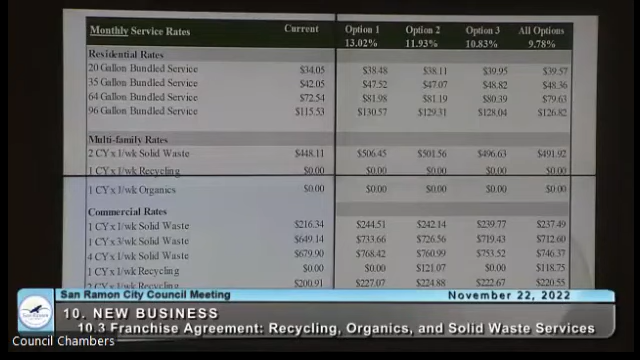 Monthly Service Rates Current Option 1 Option 2 Option 3 All Options
13.02% 11.93% 10.83% 9.78%
Residential Rates
20 Gallon Bundled Service $34.05 $38.48 $38.11 $39.95 $39.57
35 Gallon Bundled Service $42.05 $47.52 $47.07 $48.82 $48.36
64 Gallon Bundled Service $72.54 $81.98 $81.19 $80.39 $79.63
96 Gallon Bundled Service $115.53 $130.57 $129.31 $128.04 $126.82
Multi-family Rates
2 CY x 1/wk Solid Waste $448.11 $506.45 $501.56 $496.63 $491.92
1 CY x 1/wk Recycling $0.00 $0.00 $0.00 $0.00 $0.00
1 CY x 1/wk Organics $0.00 $0.00 $0.00 $0.00 $0.00
Commercial Rates
1 CY x 1/wk Solid Waste $216.34 $244.51 $242.14 $239.77 $237.49
1 CY x 3/wk Solid Waste $649.14 $733.66 $726.56 $719.43 $712.60
4 CY x 1/wk Solid Waste $679.90 $768.42 $760.99 $753.52 $746.37
1 CY x 1/wk Recycling $0.00 $0.00 $121.07 $0.00 $118.75
$200.91 $227.07 $224.88 $222.67 $220.55
San Ramon City Council Meeting November 22, 2022
10. NEW BUSINESS
10.3 Franchise Agreement: Recycling, Organics, and Solid Waste Services
Council Chambers